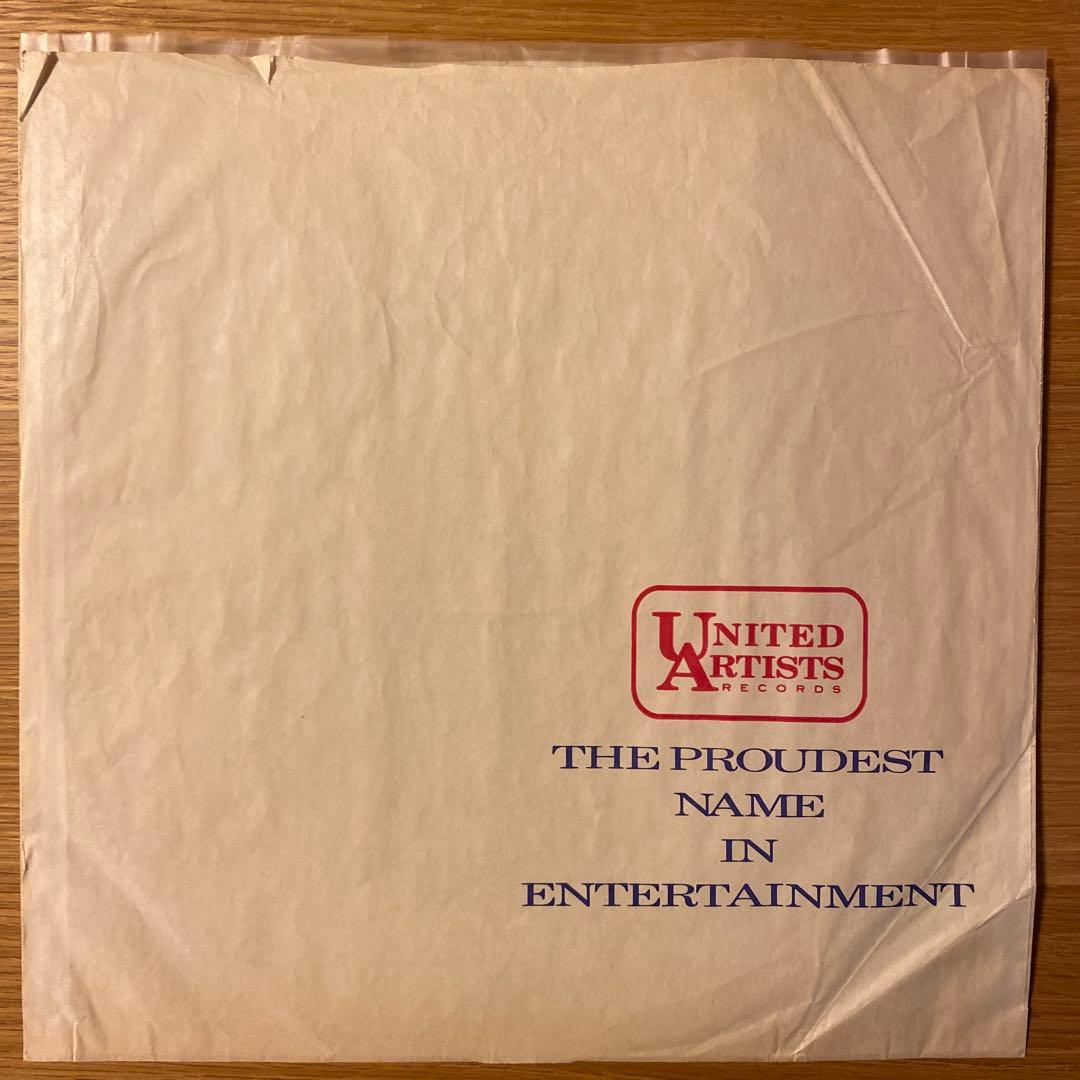 UNITED
ARTISTS
RECORDS
THE PROUDEST
NAME
IN
ENTERTAINMENT